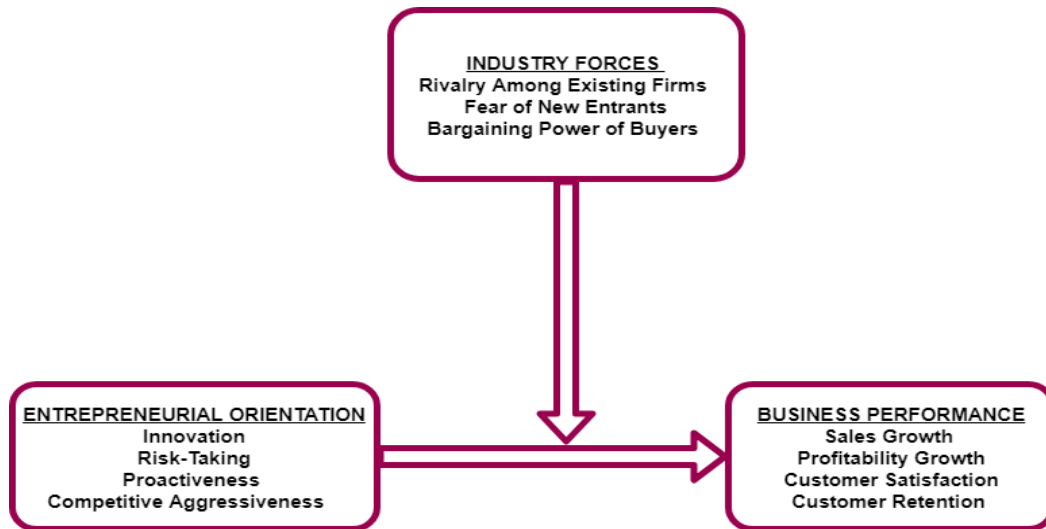 INDUSTRY FORCES
Rivalry Among Existing Firms
Fear of New Entrants
Bargaining Power of Buyers
ENTREPRENEURIAL ORIENTATION
Innovation
Risk-Taking
Proactiveness
Competitive Aggressiveness
BUSINESS PERFORMANCE
Sales Growth
Profitability Growth
Customer Satisfaction
Customer Retention